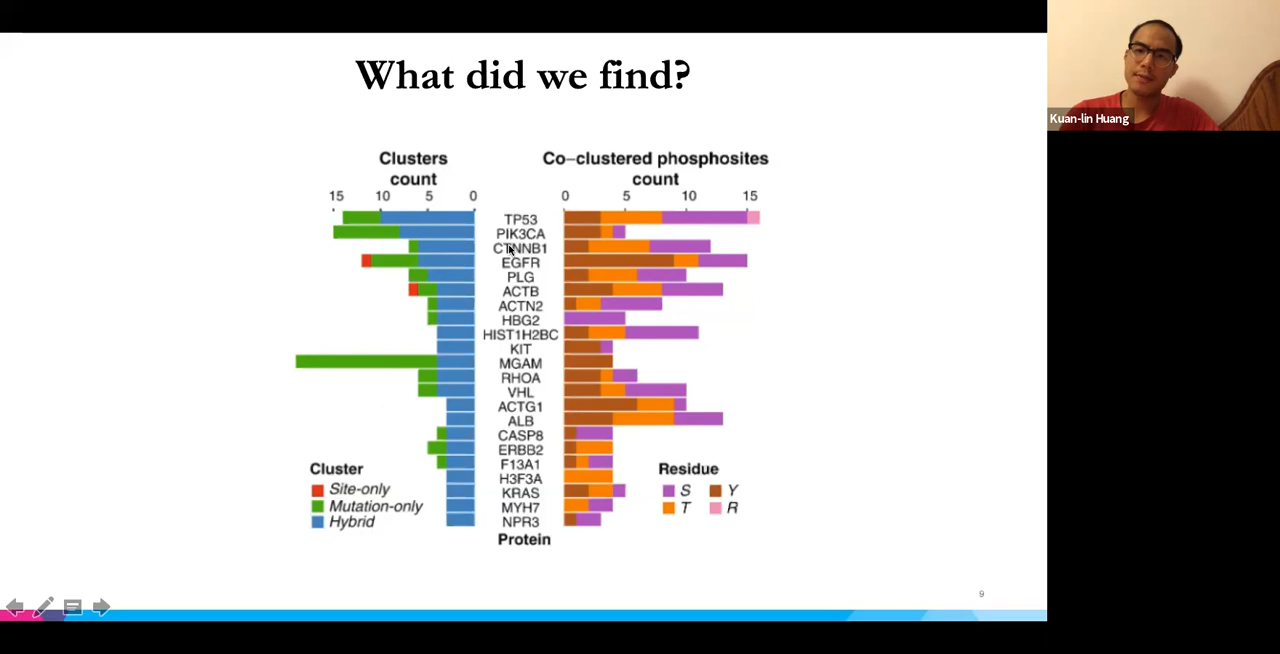 What did we find?
Kuan-lin Huang
Clusters
count
Co–clustered phosphosites
count
15 10 5 0
0 5 10 15
TP53
PIK3CA
CTNNB1
EGFR
PLG
ACTB
ACTN2
HBG2
HIST1H2BC
KIT
MGAM
RHOA
VHL
ACTG1
ALB
CASP8
ERBB2
F13A1
H3F3A
KRAS
MYH7
NPR3
Protein
Cluster
Site-only
Mutation-only
Hybrid
Residue
S Y
T R
9